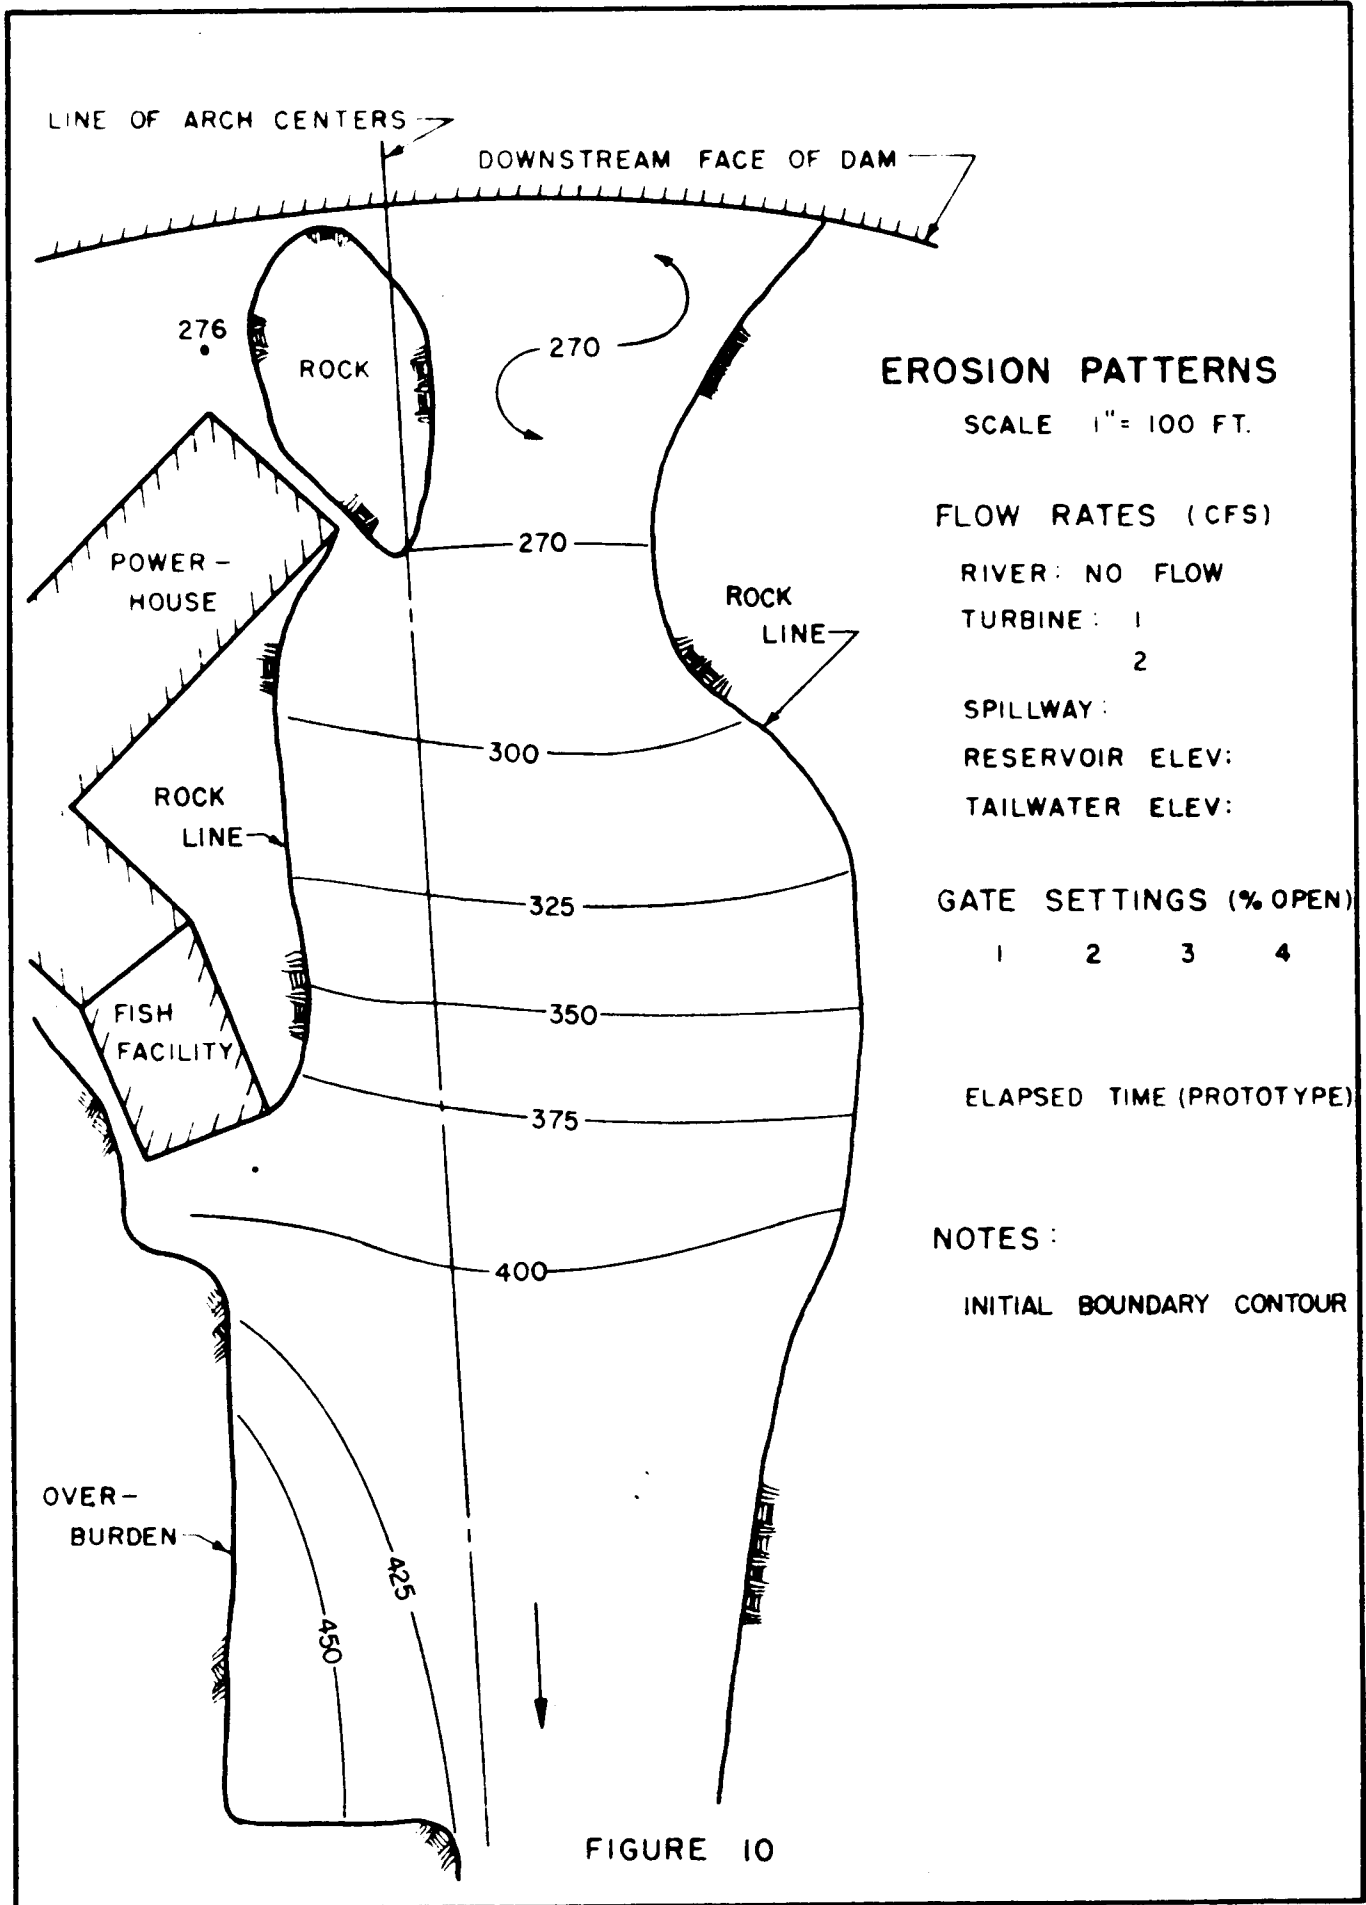 LINE OF ARCH CENTERS
DOWNSTREAM FACE OF DAM
276
ROCK
270
EROSION PATTERNS
SCALE 1"= 100 FT.
270
FLOW RATES (CFS)
POWER-
HOUSE
RIVER: NO FLOW
ROCK
LINE
TURBINE: 1
2
SPILLWAY:
300
RESERVOIR ELEV:
ROCK
LINE
TAILWATER ELEV:
325
GATE SETTINGS (% OPEN)
1 2 3 4
350
FISH
FACILITY
375
ELAPSED TIME (PROTOTYPE)
400
NOTES:
INITIAL BOUNDARY CONTOUR
OVER-
BURDEN
425
450
FIGURE 10